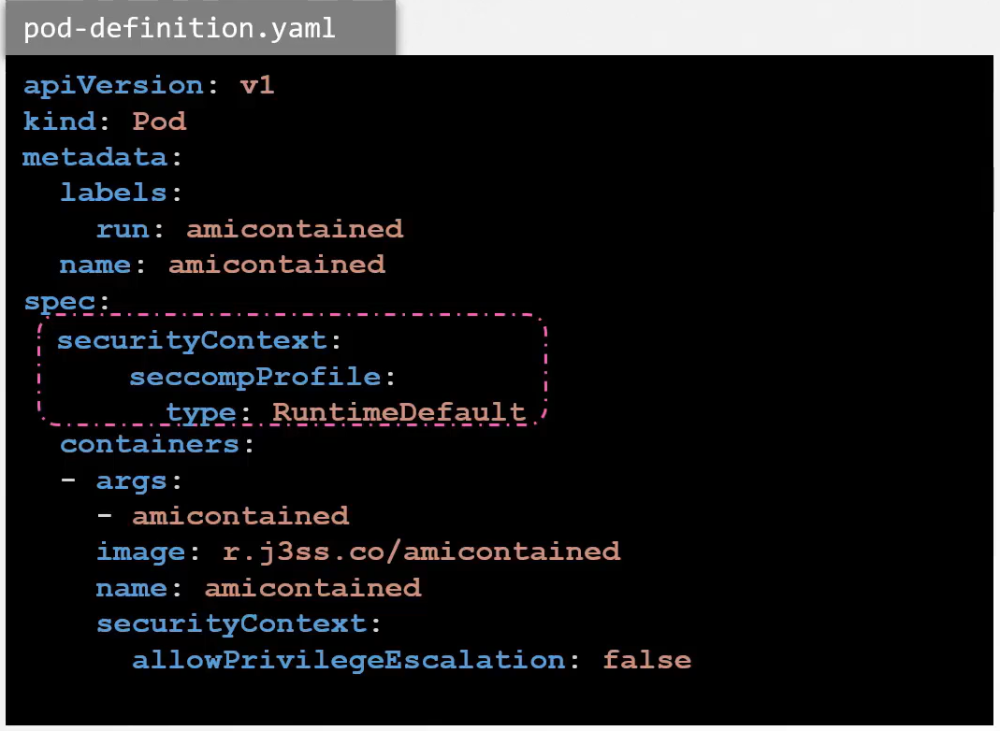 pod-definition.yaml
apiVersion: v1
kind: Pod
metadata:
  labels:
    run: amicontained
  name: amicontained
spec:
  securityContext:
      seccompProfile:
        type: RuntimeDefault
  containers:
  - args:
    - amicontained
    image: r.j3ss.co/amicontained
    name: amicontained
    securityContext:
      allowPrivilegeEscalation: false